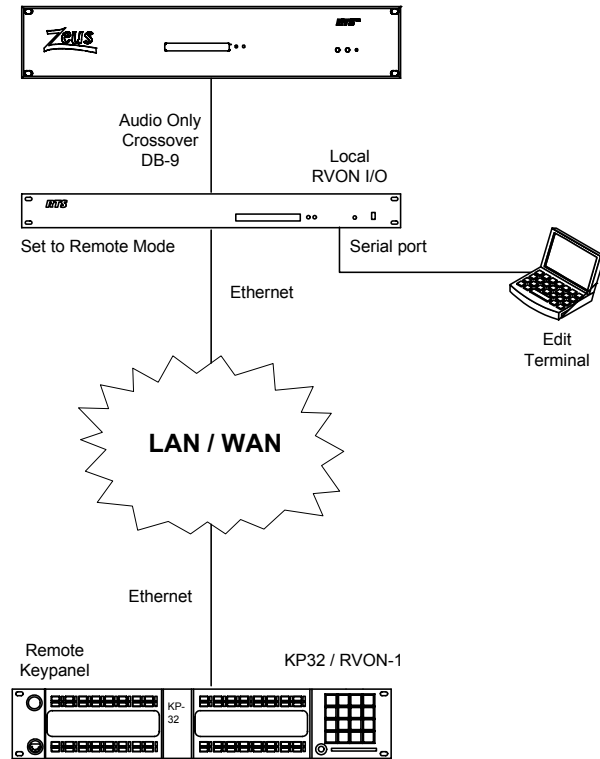 Zeus
RTS
Audio Only
Crossover
DB-9
Local
RVON I/O
RTS
Set to Remote Mode
Serial port
Ethernet
Edit
Terminal
LAN / WAN
Ethernet
Remote
Keypanel
KP32 / RVON-1
KP-
32